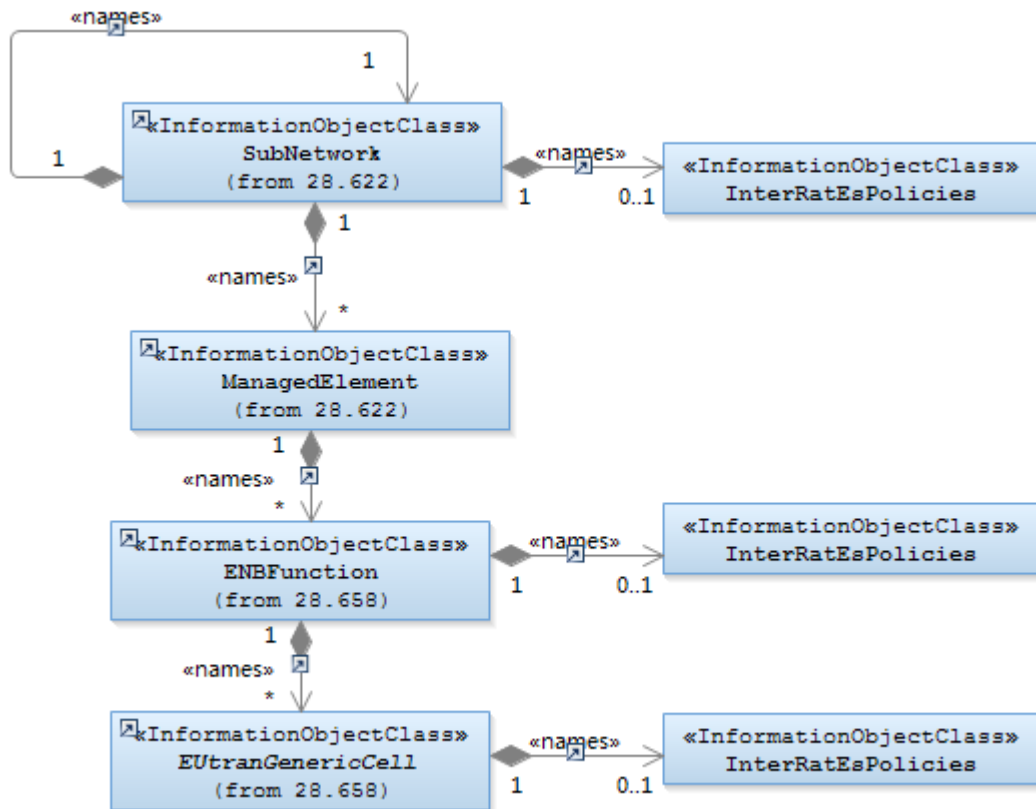 «names»
1
1
«InformationObjectClass»
SubNetwork
(from 28.622)
«names»
1
0..1
«InformationObjectClass»
InterRatEsPolicies
1
«names»
*
«InformationObjectClass»
ManagedElement
(from 28.622)
1
«names»
*
«InformationObjectClass»
ENBFunction
(from 28.658)
«names»
1
0..1
«InformationObjectClass»
InterRatEsPolicies
1
«names»
*
«InformationObjectClass»
EUtranGenericCell
(from 28.658)
«names»
1
0..1
«InformationObjectClass»
InterRatEsPolicies